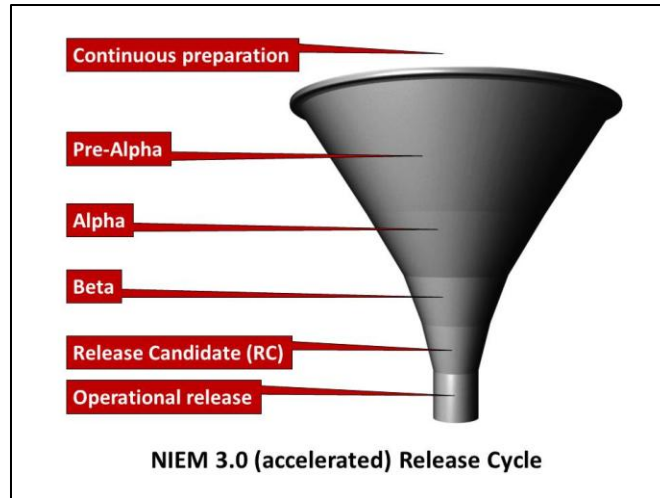 Continuous preparation
Pre-Alpha
Alpha
Beta
Release Candidate (RC)
Operational release
NIEM 3.0 (accelerated) Release Cycle